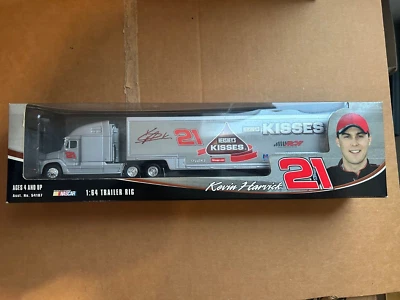 21
HERSHEY'S
KISSES
KISSES
AGES 4 AND UP
NASCAR
1:64 TRAILER RIG
Kevin Harvick
21